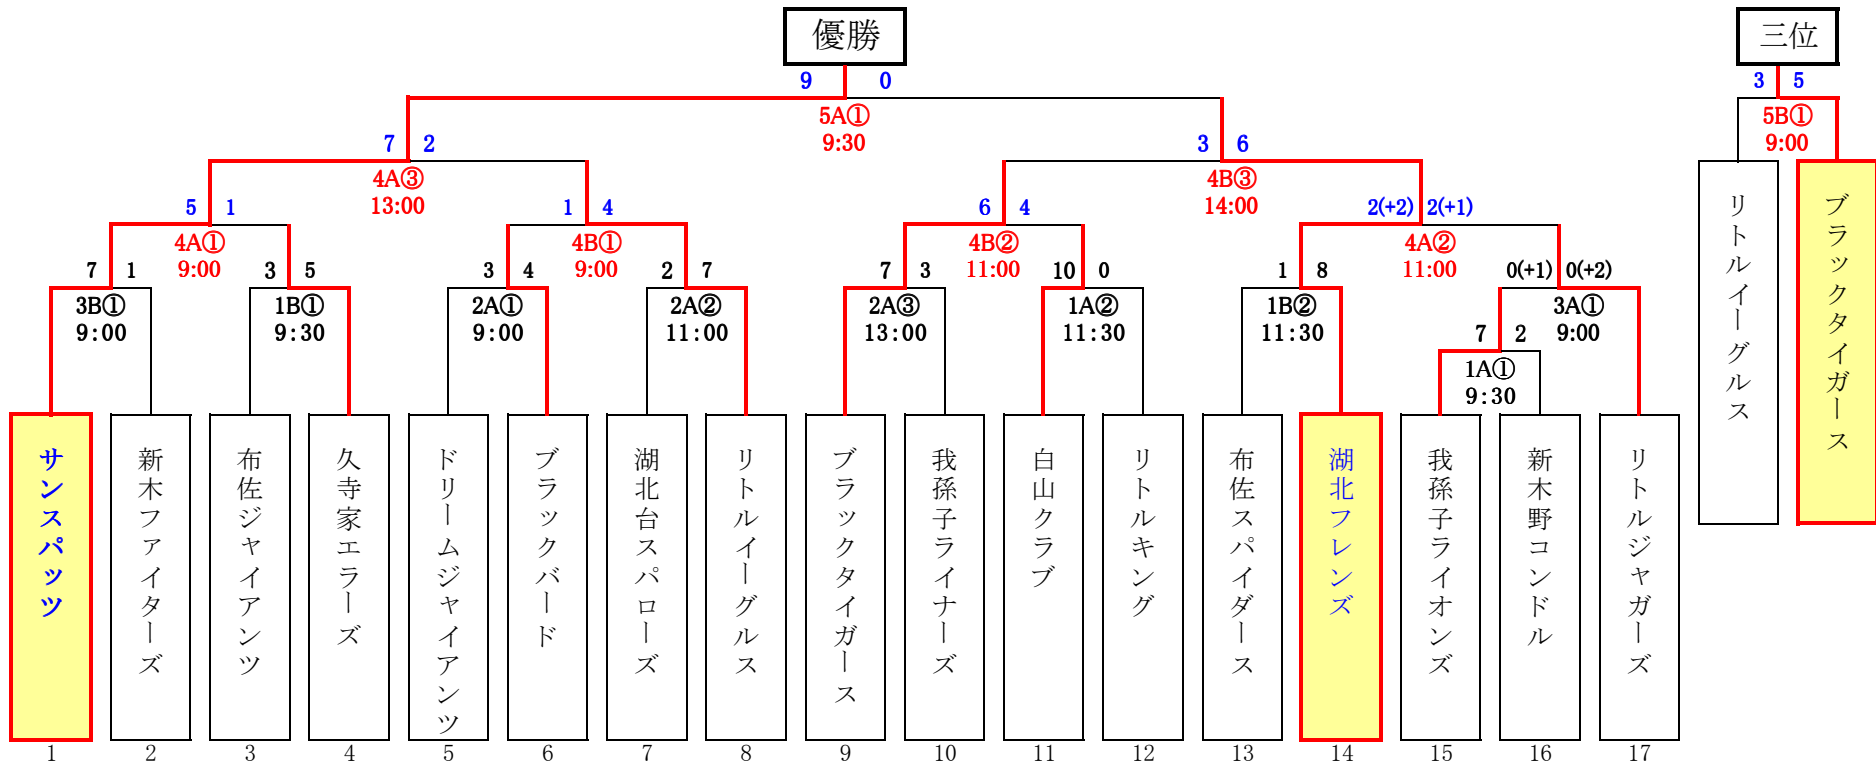 優勝
三位
9 0
3 5
5A①
9:30
5B①
9:00
7 2
3 6
4A③
13:00
4B③
14:00
5 1
1 4
6 4
2(+2) 2(+1)
4A①
9:00
4B①
9:00
4B②
11:00
4A②
11:00
7 1
3 5
3 4
2 7
7 3
10 0
1 8
0(+1) 0(+2)
3B①
9:00
1B①
9:30
2A①
9:00
2A②
11:00
2A③
13:00
1A②
11:30
1B②
11:30
3A①
9:00
7 2
1A①
9:30
サンスパッツ
新木ファイターズ
布佐ジャイアンツ
久寺家エラーズ
ドリームジャイアンツ
ブラックバード
湖北台スパローズ
リトルイーグルス
ブラックタイガース
我孫子ライナーズ
白山クラブ
リトルキング
布佐スパイダース
湖北フレンズ
我孫子ライオンズ
新木野コンドル
リトルジャガーズ
リトルイーグルス
ブラックタイガース
1 2 3 4 5 6 7 8 9 10 11 12 13 14 15 16 17